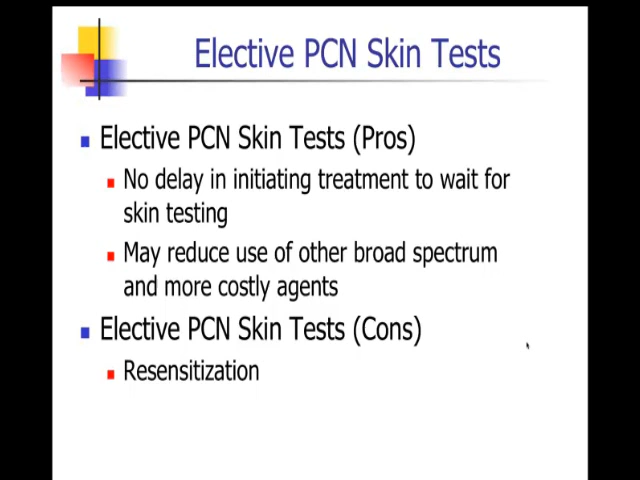 Elective PCN Skin Tests
Elective PCN Skin Tests (Pros)
No delay in initiating treatment to wait for
skin testing
May reduce use of other broad spectrum
and more costly agents
Elective PCN Skin Tests (Cons)
Resensitization